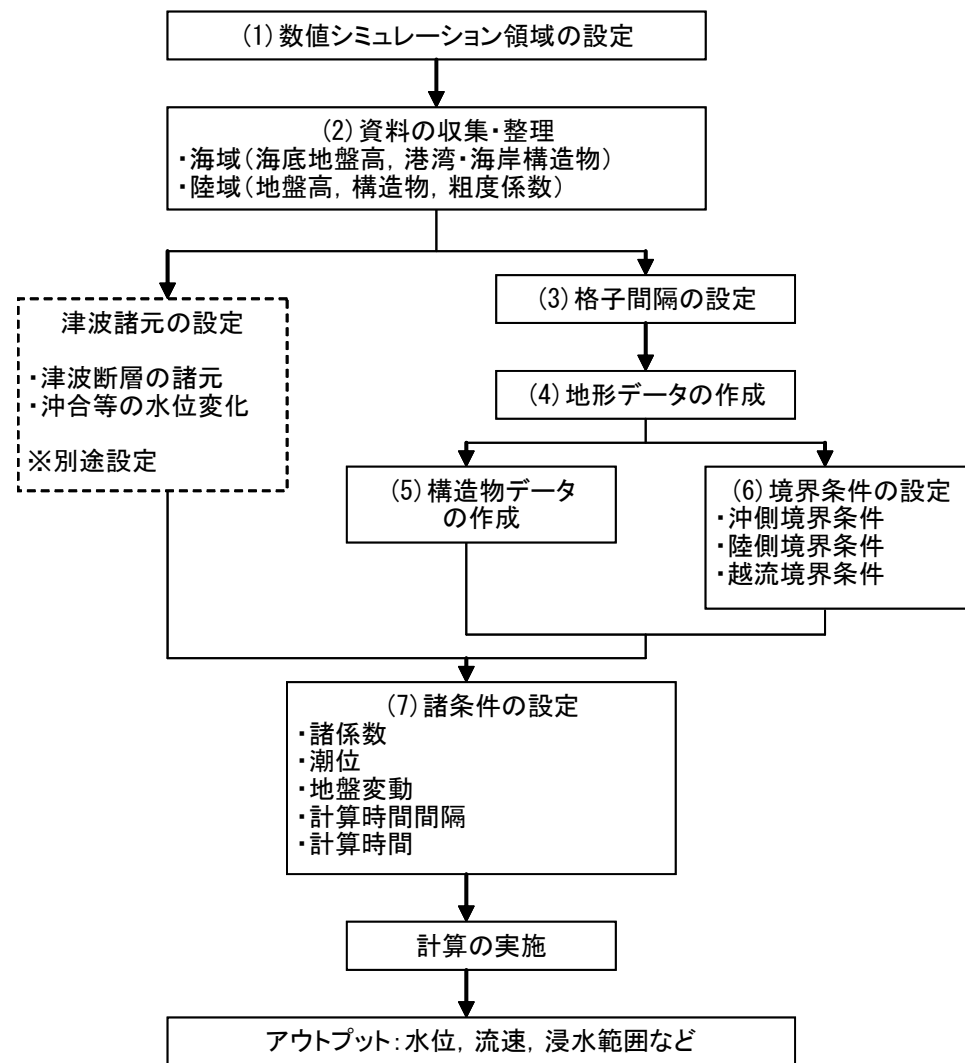 (1)数値シミュレーション領域の設定
(2)資料の収集・整理
・海域(海底地盤高，港湾・海岸構造物)
・陸域(地盤高，構造物，粗度係数)
津波諸元の設定
・津波断層の諸元
・沖合等の水位変化
※別途設定
(3)格子間隔の設定
(4)地形データの作成
(5)構造物データ
の作成
(6)境界条件の設定
・沖側境界条件
・陸側境界条件
・越流境界条件
(7)諸条件の設定
・諸係数
・潮位
・地盤変動
・計算時間間隔
・計算時間
計算の実施
アウトプット：水位，流速，浸水範囲など